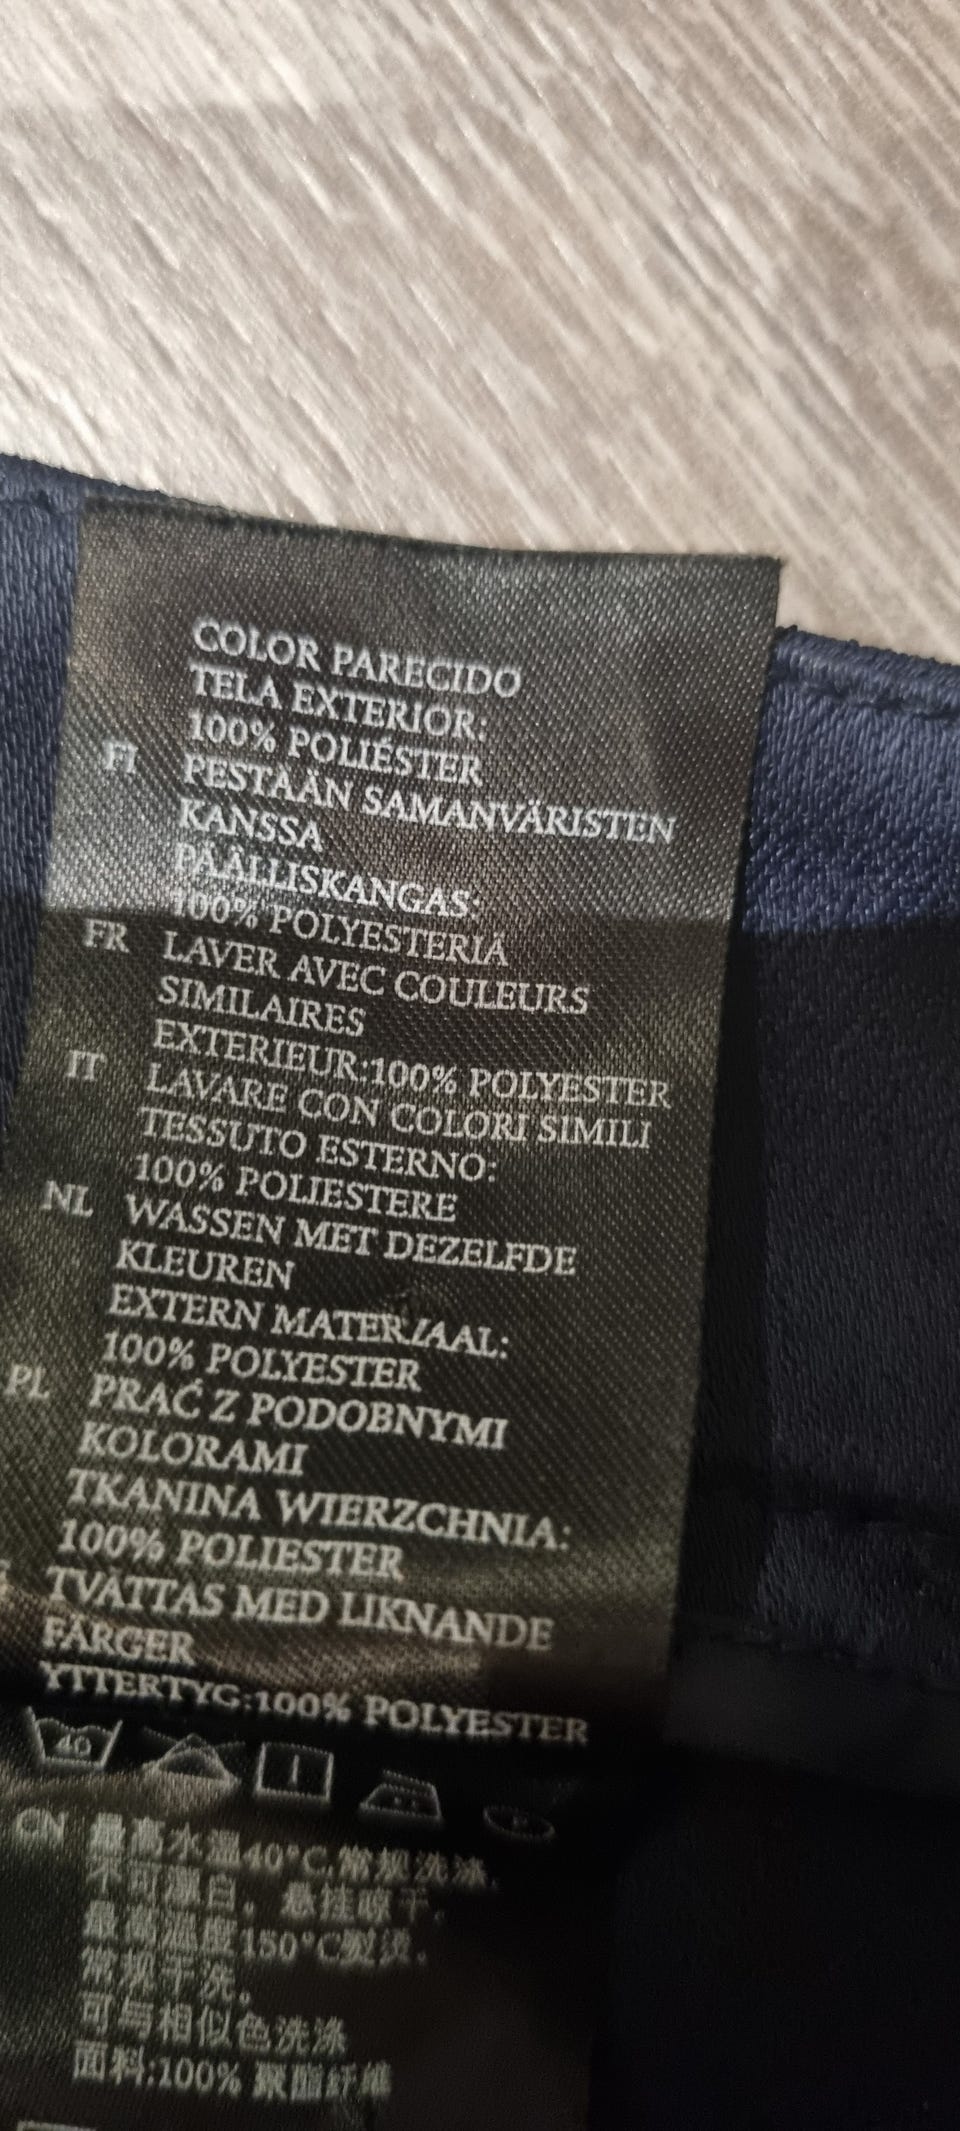 COLOR PARECIDO
TELA EXTERIOR:
100% POLIÉSTER
FI PESTÄÄN SAMANVÄRISTEN
KANSSA
PÄÄLLISKANGAS:
100% POLYESTERIÄ
FR LAVER AVEC COULEURS
SIMILAIRES
EXTERIEUR:100% POLYESTER
IT LAVARE CON COLORI SIMILI
TESSUTO ESTERNO:
100% POLIESTERE
NL WASSEN MET DEZELFDE
KLEUREN
EXTERN MATERIAAL:
100% POLYESTER
PL PRAĆ Z PODOBNYMI
KOLORAMI
TKANINA WIERZCHNIA:
100% POLIESTER
TVÄTTAS MED LIKNANDE
FÄRGER
YTTERTYG:100% POLYESTER
40
CN 最高水温40°C,常规洗涤.
不可漂白. 悬挂晾干.
最高温度150°C熨烫.
常规干洗.
可与相似色洗涤
面料:100% 聚酯纤维